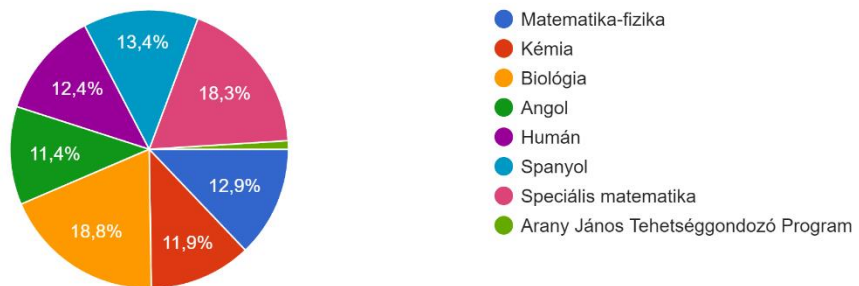 13,4%
18,3%
12,4%
11,4%
12,9%
18,8%
11,9%
Matematika-fizika
Kémia
Biológia
Angol
Humán
Spanyol
Speciális matematika
Arany János Tehetséggondozó Program